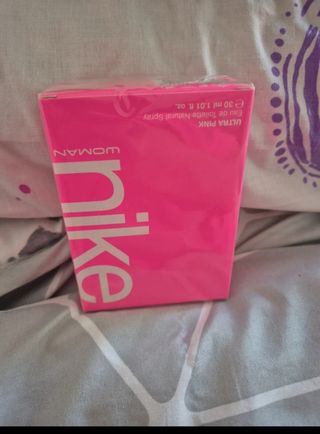 ULTRA PINK
Eau de Toilette Natural Spray
℮ 30 ml 1.01 fl. oz.
nike
WOMAN